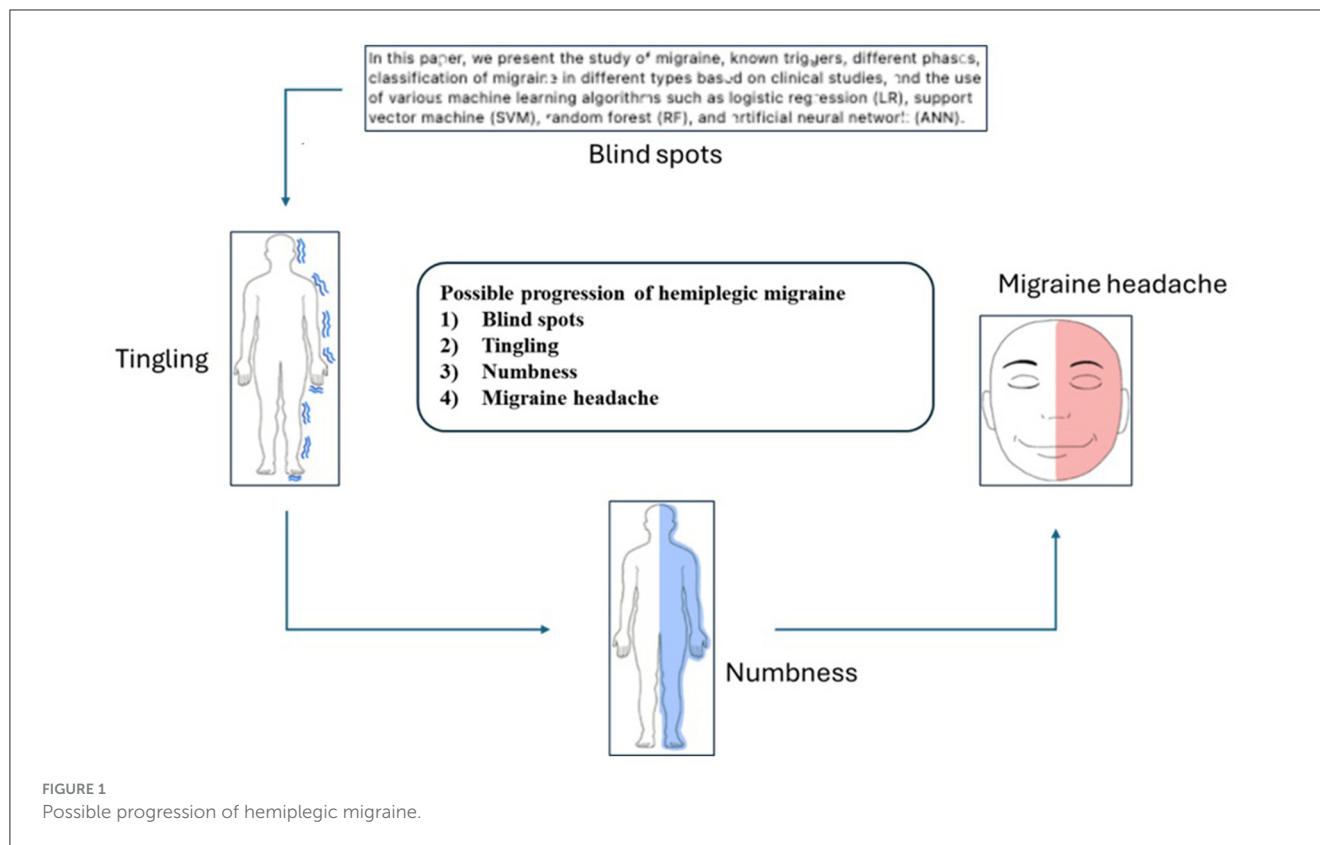 In this paper, we present the study of migraine, known triggers, different phases,
classification of migraine in different types based on clinical studies, and the use
of various machine learning algorithms such as logistic regression (LR), support
vector machine (SVM), random forest (RF), and artificial neural network (ANN).
Blind spots
Tingling
Possible progression of hemiplegic migraine
1) Blind spots
2) Tingling
3) Numbness
4) Migraine headache
Migraine headache
Numbness
FIGURE 1
Possible progression of hemiplegic migraine.